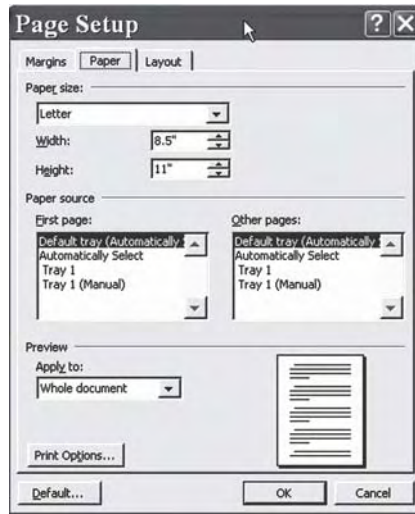 Page Setup
Margins Paper Layout
Paper size:
Letter
Width: 8.5"
Height: 11"
Paper source
First page: Other pages:
Default tray (Automatically Default tray (Automatically
Automatically Select Automatically Select
Tray 1 Tray 1
Tray 1 (Manual) Tray 1 (Manual)
Preview
Apply to:
Whole document
Print Options...
Default... OK Cancel